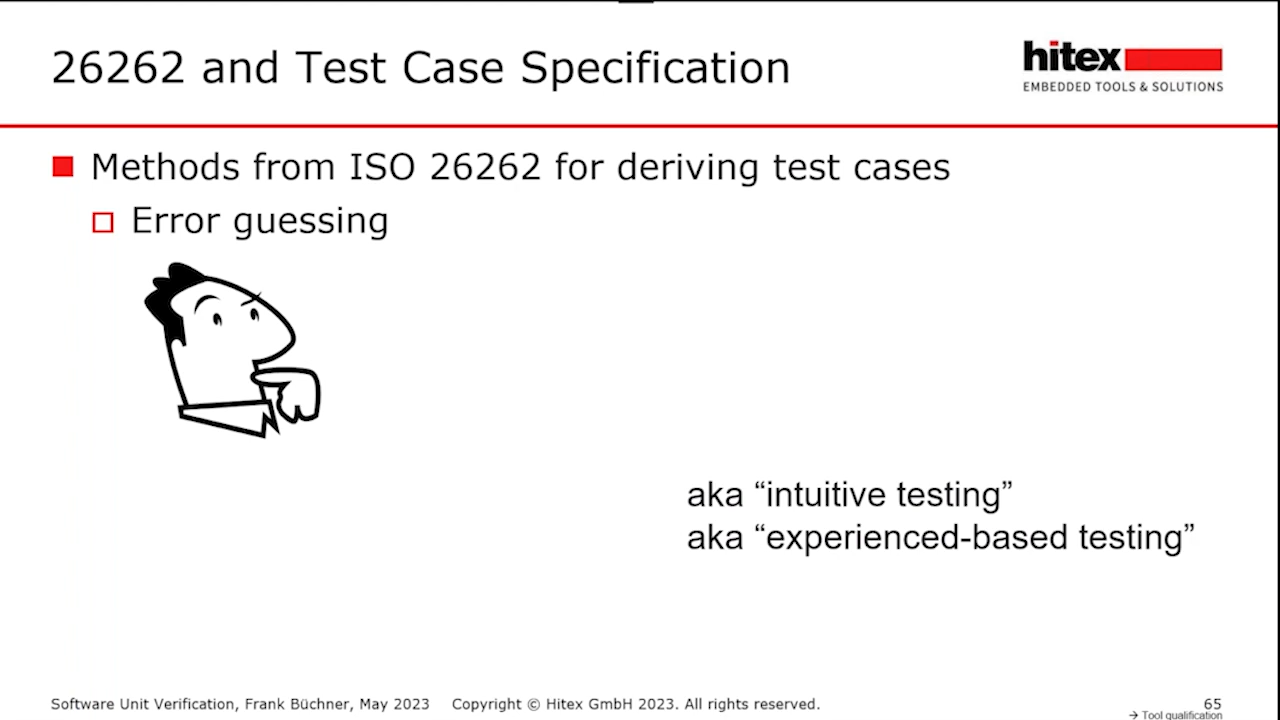 26262 and Test Case Specification
hitex
EMBEDDED TOOLS & SOLUTIONS
Methods from ISO 26262 for deriving test cases
Error guessing
aka “intuitive testing”
aka “experienced-based testing”
Software Unit Verification, Frank Büchner, May 2023 Copyright © Hitex GmbH 2023. All rights reserved. 65
→ Tool qualification